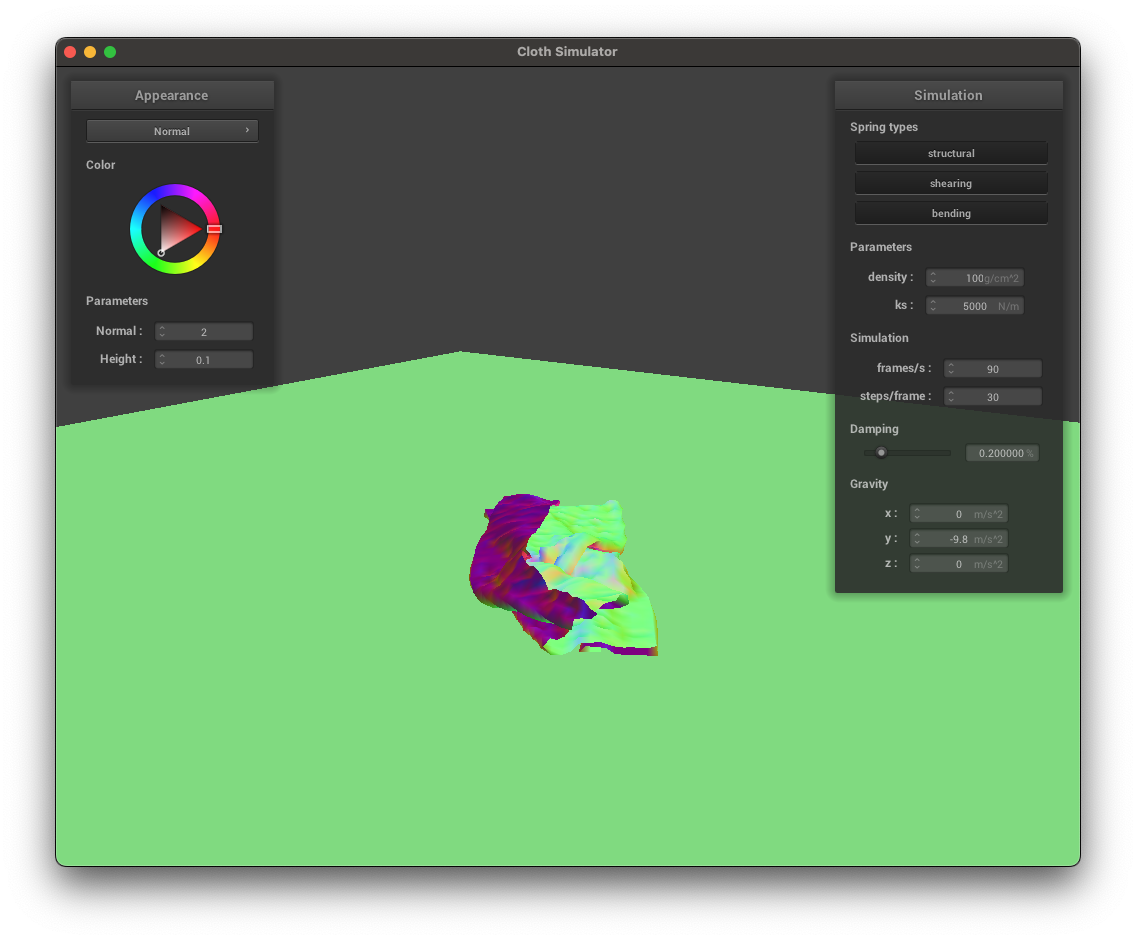 Cloth Simulator
Appearance
Normal
Color
Parameters
Normal :
2
Height :
0.1
Simulation
Spring types
structural
shearing
bending
Parameters
density :
100 g/cm^2
ks :
5000 N/m
Simulation
frames/s :
90
steps/frame :
30
Damping
0.200000 %
Gravity
x :
0 m/s^2
y :
-9.8 m/s^2
z :
0 m/s^2